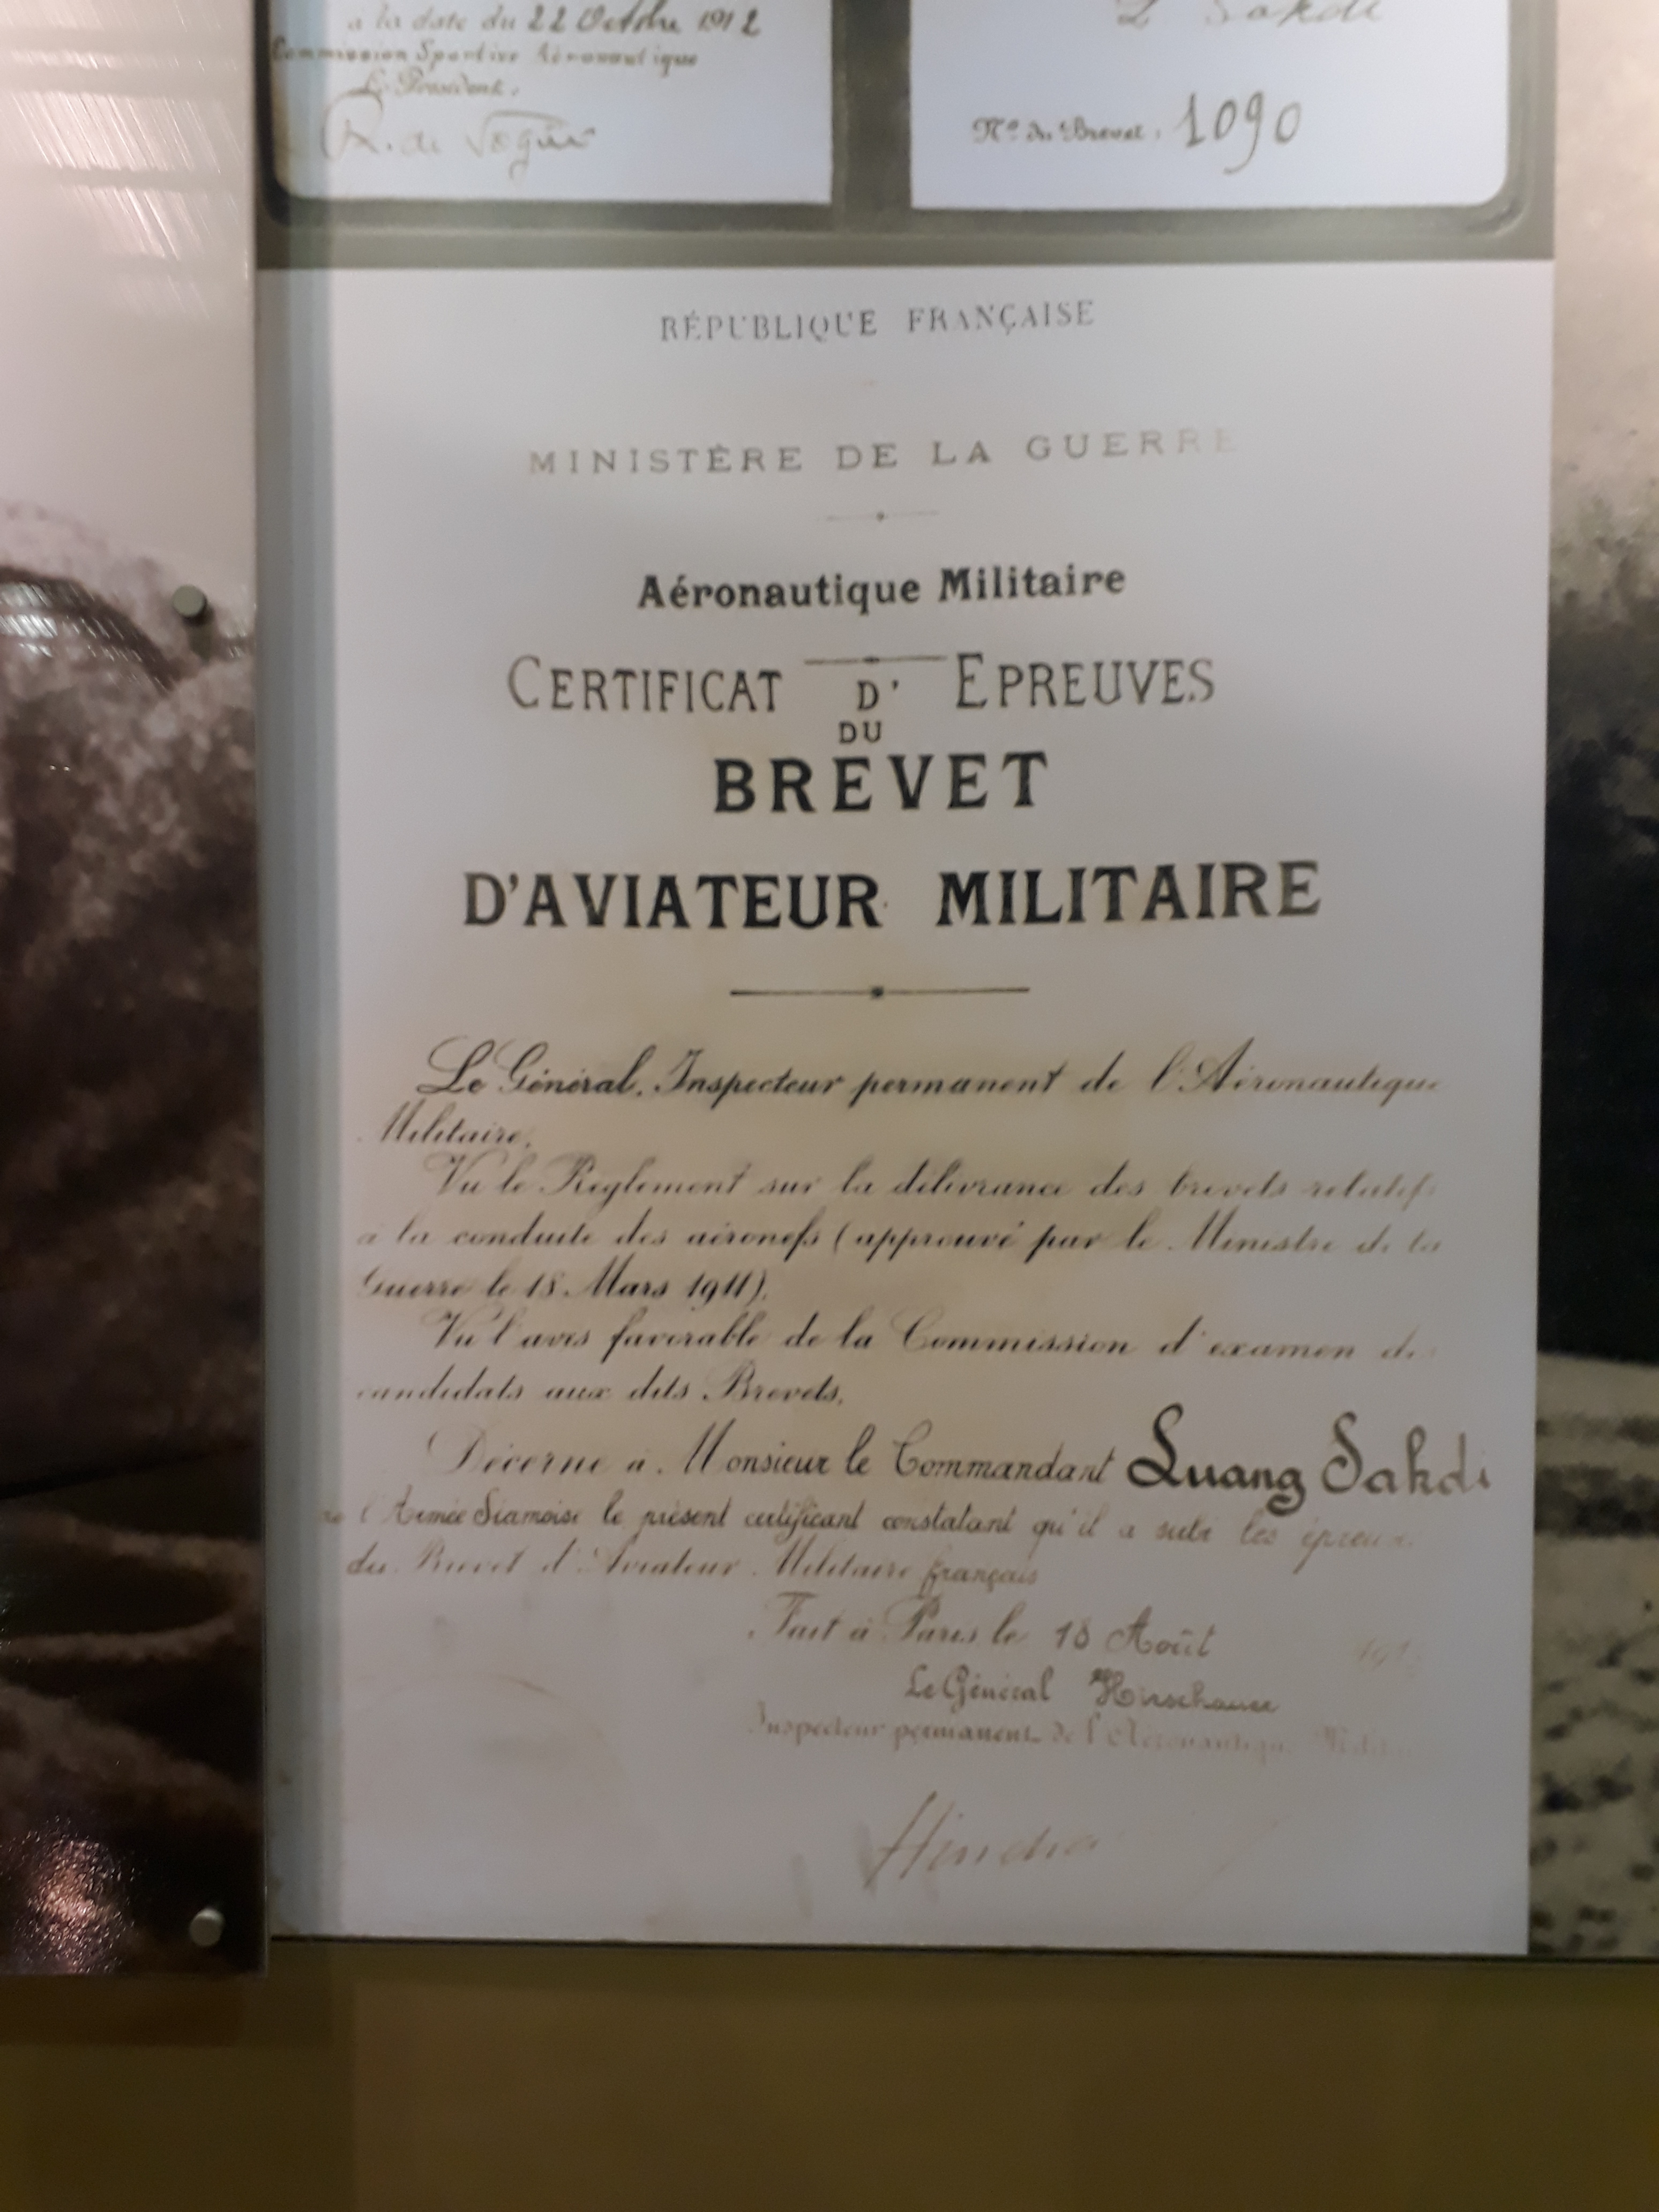 à la date du 22 Octobre 1912
Commission Sportive Aéronautique
Le Président,
R. de Vogüé
L Sakdi
N° du Brevet : 1090
RÉPUBLIQUE FRANÇAISE
MINISTÈRE DE LA GUERRE
Aéronautique Militaire
CERTIFICAT D' EPREUVES
DU
BREVET
D'AVIATEUR MILITAIRE
Le Général, Inspecteur permanent de l'Aéronautique
Militaire,
Vu le Règlement sur la délivrance des brevets relatifs
à la conduite des aéronefs (approuvé par le Ministre de la
Guerre le 18 Mars 1911),
Vu l'avis favorable de la Commission d'examen des
candidats aux dits Brevets,
Décerne à Monsieur le Commandant Luang Sakdi
de l'Armée Siamoise le présent certificant constatant qu'il a subi les épreuves
du Brevet d'Aviateur Militaire français
Fait à Paris le 18 Août
Le Général Hirschauer
Inspecteur permanent de l'Aéronautique Militaire